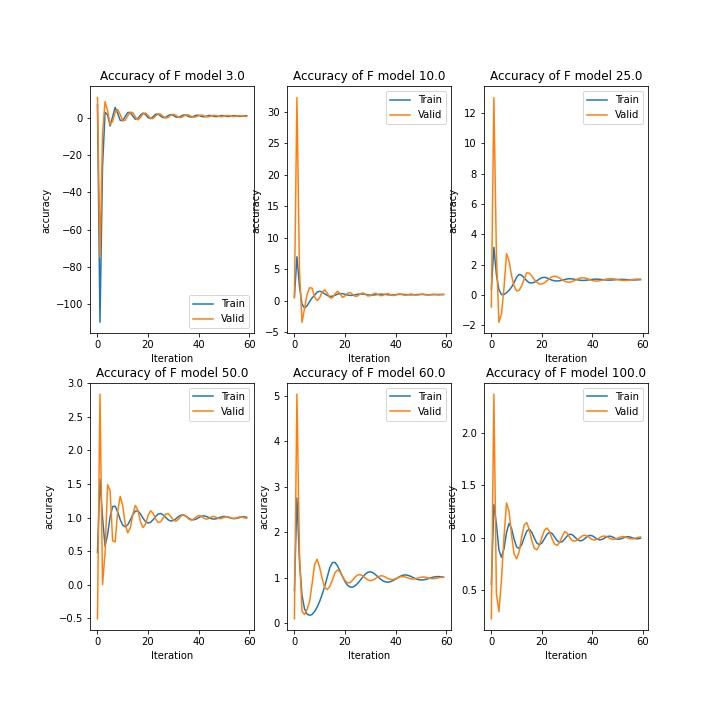 Accuracy of F model 3.0
Accuracy of F model 10.0
Accuracy of F model 25.0
accuracy
0
−20
−40
−60
−80
−100
Train
Valid
0 20 40 60
Iteration
accuracy
30
25
20
15
10
5
0
−5
Train
Valid
0 20 40 60
Iteration
accuracy
12
10
8
6
4
2
0
−2
Train
Valid
0 20 40 60
Iteration
Accuracy of F model 50.0
Accuracy of F model 60.0
Accuracy of F model 100.0
accuracy
3.0
2.5
2.0
1.5
1.0
0.5
0.0
−0.5
Train
Valid
0 20 40 60
Iteration
accuracy
5
4
3
2
1
0
Train
Valid
0 20 40 60
Iteration
accuracy
2.0
1.5
1.0
0.5
Train
Valid
0 20 40 60
Iteration